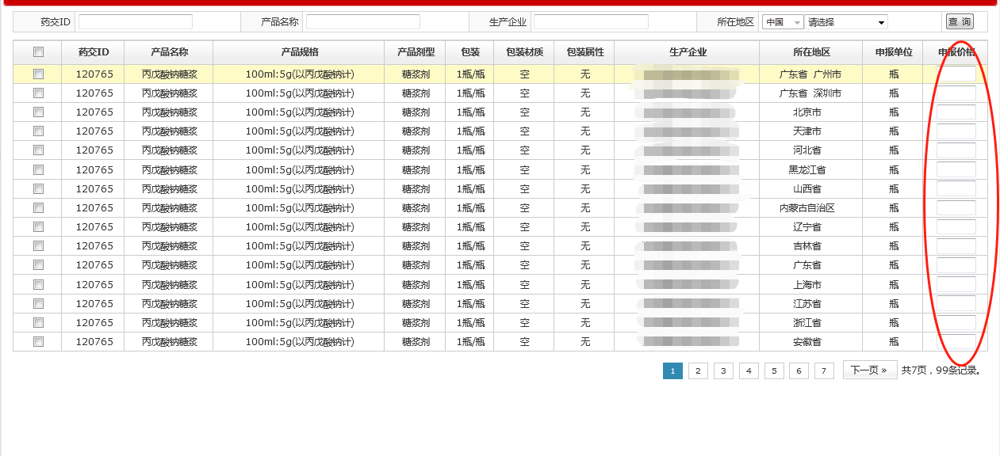 药交ID 产品名称 生产企业 所在地区 中国 请选择 查 询
药交ID 产品名称 产品规格 产品剂型 包装 包装材质 包装属性 生产企业 所在地区 申报单位 申报价格
120765 丙戊酸钠糖浆 100ml:5g(以丙戊酸钠计) 糖浆剂 1瓶/瓶 空 无 广东省 广州市 瓶
120765 丙戊酸钠糖浆 100ml:5g(以丙戊酸钠计) 糖浆剂 1瓶/瓶 空 无 广东省 深圳市 瓶
120765 丙戊酸钠糖浆 100ml:5g(以丙戊酸钠计) 糖浆剂 1瓶/瓶 空 无 北京市 瓶
120765 丙戊酸钠糖浆 100ml:5g(以丙戊酸钠计) 糖浆剂 1瓶/瓶 空 无 天津市 瓶
120765 丙戊酸钠糖浆 100ml:5g(以丙戊酸钠计) 糖浆剂 1瓶/瓶 空 无 河北省 瓶
120765 丙戊酸钠糖浆 100ml:5g(以丙戊酸钠计) 糖浆剂 1瓶/瓶 空 无 黑龙江省 瓶
120765 丙戊酸钠糖浆 100ml:5g(以丙戊酸钠计) 糖浆剂 1瓶/瓶 空 无 山西省 瓶
120765 丙戊酸钠糖浆 100ml:5g(以丙戊酸钠计) 糖浆剂 1瓶/瓶 空 无 内蒙古自治区 瓶
120765 丙戊酸钠糖浆 100ml:5g(以丙戊酸钠计) 糖浆剂 1瓶/瓶 空 无 辽宁省 瓶
120765 丙戊酸钠糖浆 100ml:5g(以丙戊酸钠计) 糖浆剂 1瓶/瓶 空 无 吉林省 瓶
120765 丙戊酸钠糖浆 100ml:5g(以丙戊酸钠计) 糖浆剂 1瓶/瓶 空 无 广东省 瓶
120765 丙戊酸钠糖浆 100ml:5g(以丙戊酸钠计) 糖浆剂 1瓶/瓶 空 无 上海市 瓶
120765 丙戊酸钠糖浆 100ml:5g(以丙戊酸钠计) 糖浆剂 1瓶/瓶 空 无 江苏省 瓶
120765 丙戊酸钠糖浆 100ml:5g(以丙戊酸钠计) 糖浆剂 1瓶/瓶 空 无 浙江省 瓶
120765 丙戊酸钠糖浆 100ml:5g(以丙戊酸钠计) 糖浆剂 1瓶/瓶 空 无 安徽省 瓶
1 2 3 4 5 6 7 下一页 » 共7页，99条记录。